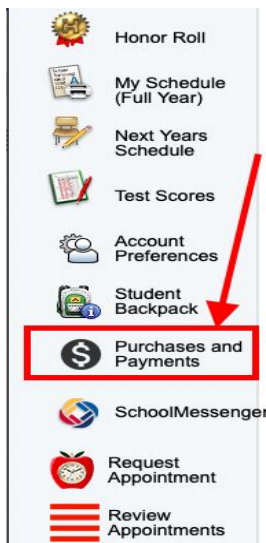 Honor Roll
My Schedule
(Full Year)
Next Years
Schedule
Test Scores
Account
Preferences
Student
Backpack
Purchases and
Payments
SchoolMessenger
Request
Appointment
Review
Appointments